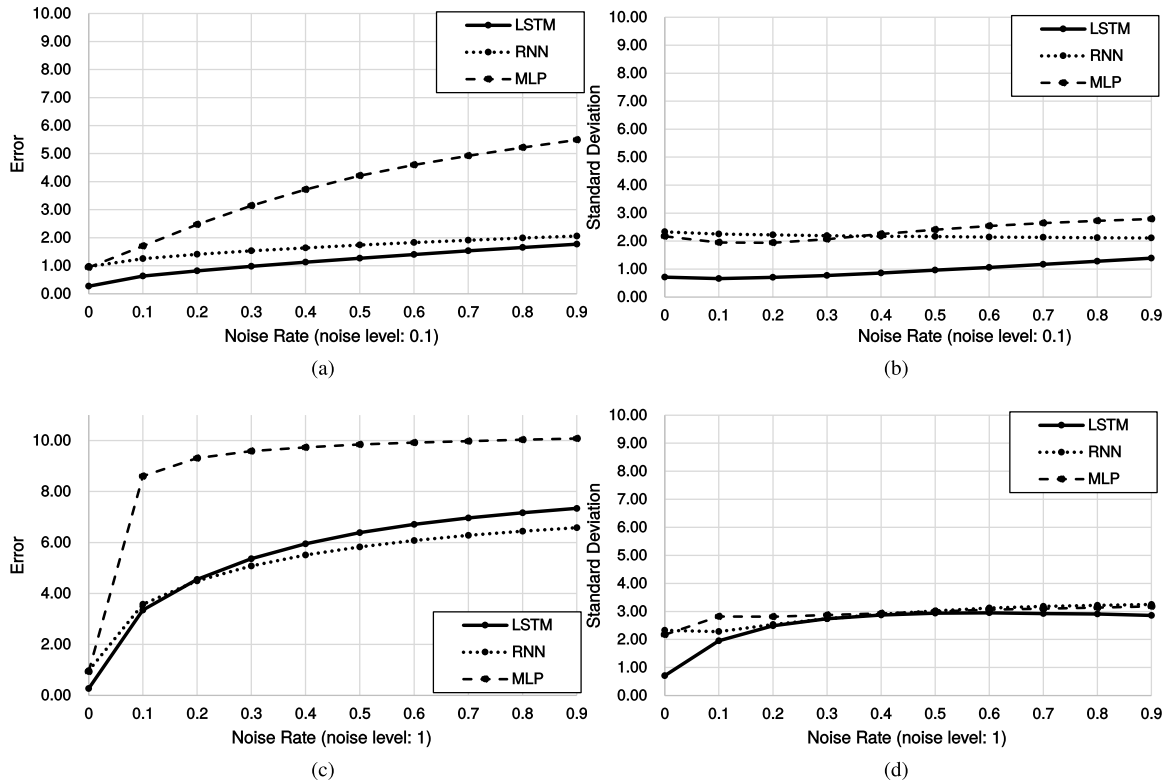 10.00
9.00
8.00
7.00
6.00
5.00
4.00
3.00
2.00
1.00
0.00
Error
LSTM
RNN
MLP
0 0.1 0.2 0.3 0.4 0.5 0.6 0.7 0.8 0.9
Noise Rate (noise level: 0.1)
(a)
10.00
9.00
8.00
7.00
6.00
5.00
4.00
3.00
2.00
1.00
0.00
Standard Deviation
LSTM
RNN
MLP
0 0.1 0.2 0.3 0.4 0.5 0.6 0.7 0.8 0.9
Noise Rate (noise level: 0.1)
(b)
10.00
8.00
6.00
4.00
2.00
0.00
Error
LSTM
RNN
MLP
0 0.1 0.2 0.3 0.4 0.5 0.6 0.7 0.8 0.9
Noise Rate (noise level: 1)
(c)
10.00
9.00
8.00
7.00
6.00
5.00
4.00
3.00
2.00
1.00
0.00
Standard Deviation
LSTM
RNN
MLP
0 0.1 0.2 0.3 0.4 0.5 0.6 0.7 0.8 0.9
Noise Rate (noise level: 1)
(d)